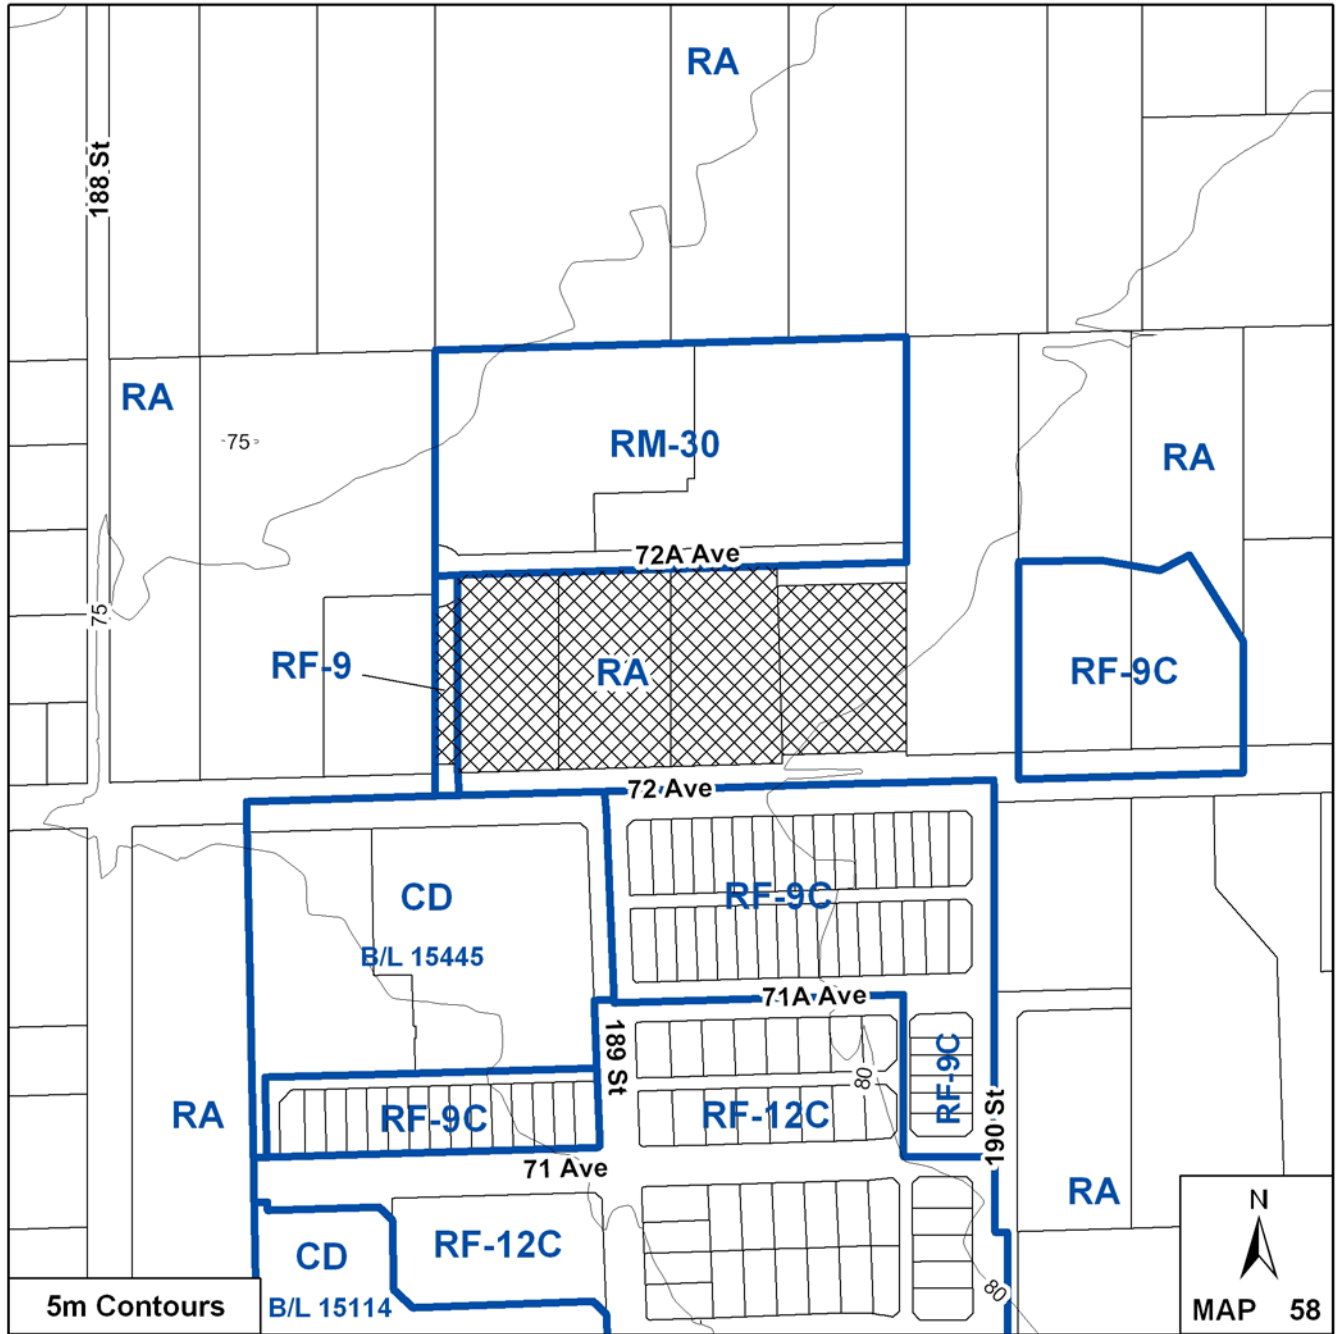 RA
188 St
RA
75
RM-30
RA
72A Ave
75
RF-9
RA
RF-9C
72 Ave
CD
RF-9C
B/L 15445
71A Ave
189 St
80
RF-9C
RA
RF-9C
RF-12C
190 St
71 Ave
RA
N
CD
RF-12C
80
5m Contours
B/L 15114
MAP 58